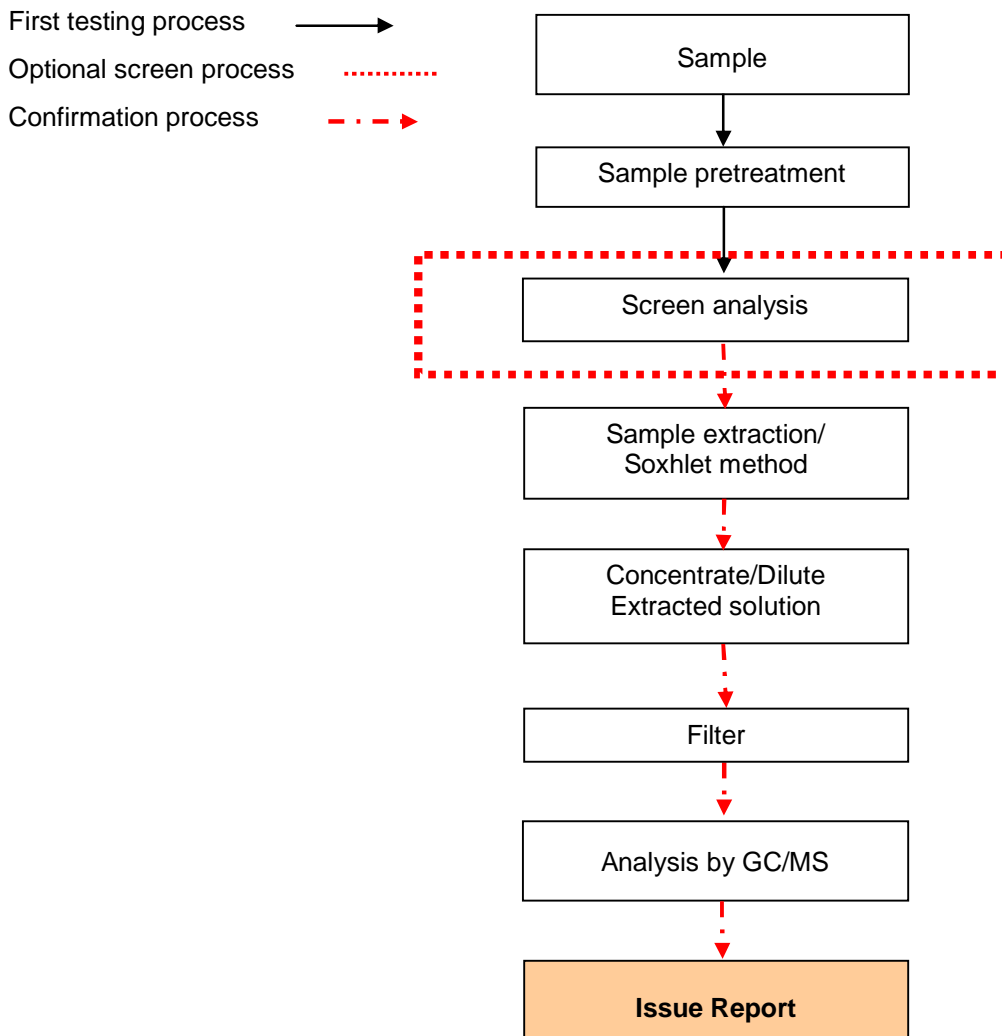 First testing process
Optional screen process
Confirmation process
Sample
Sample pretreatment
Screen analysis
Sample extraction/
Soxhlet method
Concentrate/Dilute
Extracted solution
Filter
Analysis by GC/MS
Issue Report